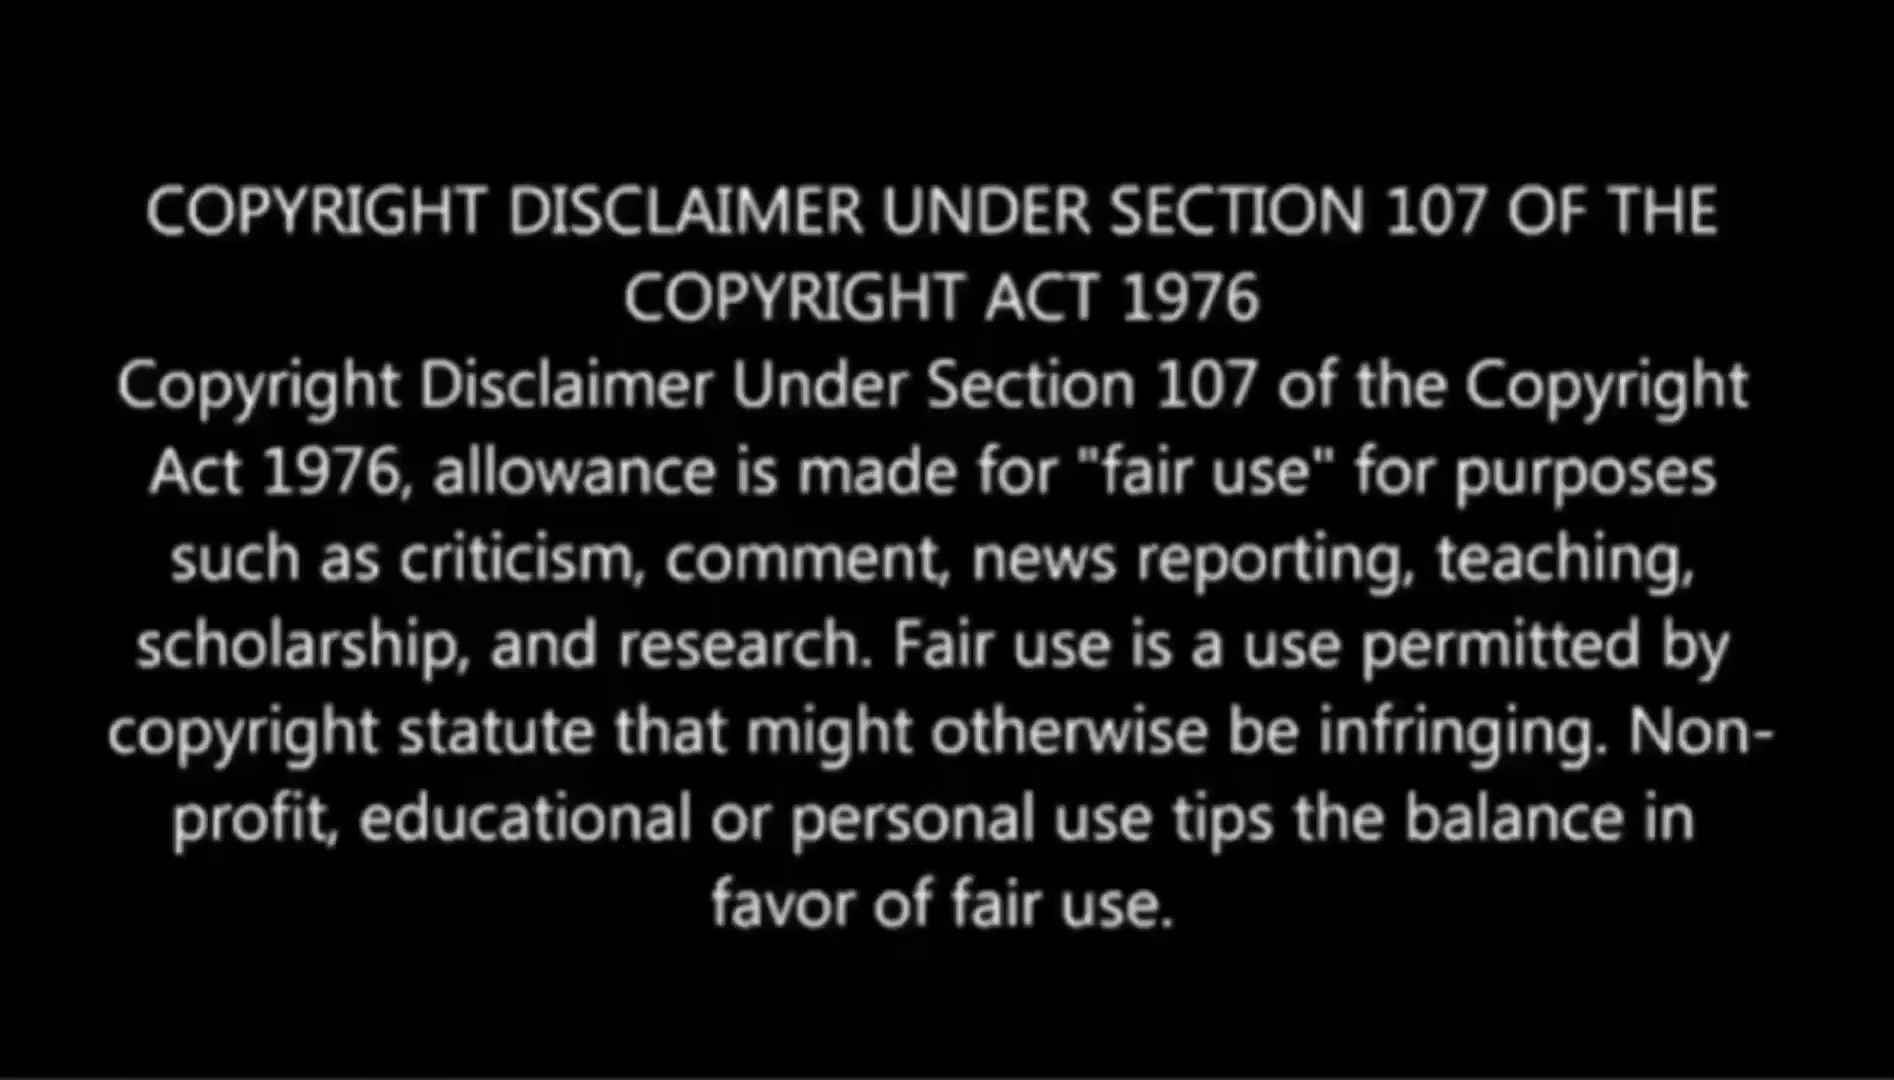 COPYRIGHT DISCLAIMER UNDER SECTION 107 OF THE
COPYRIGHT ACT 1976
Copyright Disclaimer Under Section 107 of the Copyright
Act 1976, allowance is made for "fair use" for purposes
such as criticism, comment, news reporting, teaching,
scholarship, and research. Fair use is a use permitted by
copyright statute that might otherwise be infringing. Non-
profit, educational or personal use tips the balance in
favor of fair use.